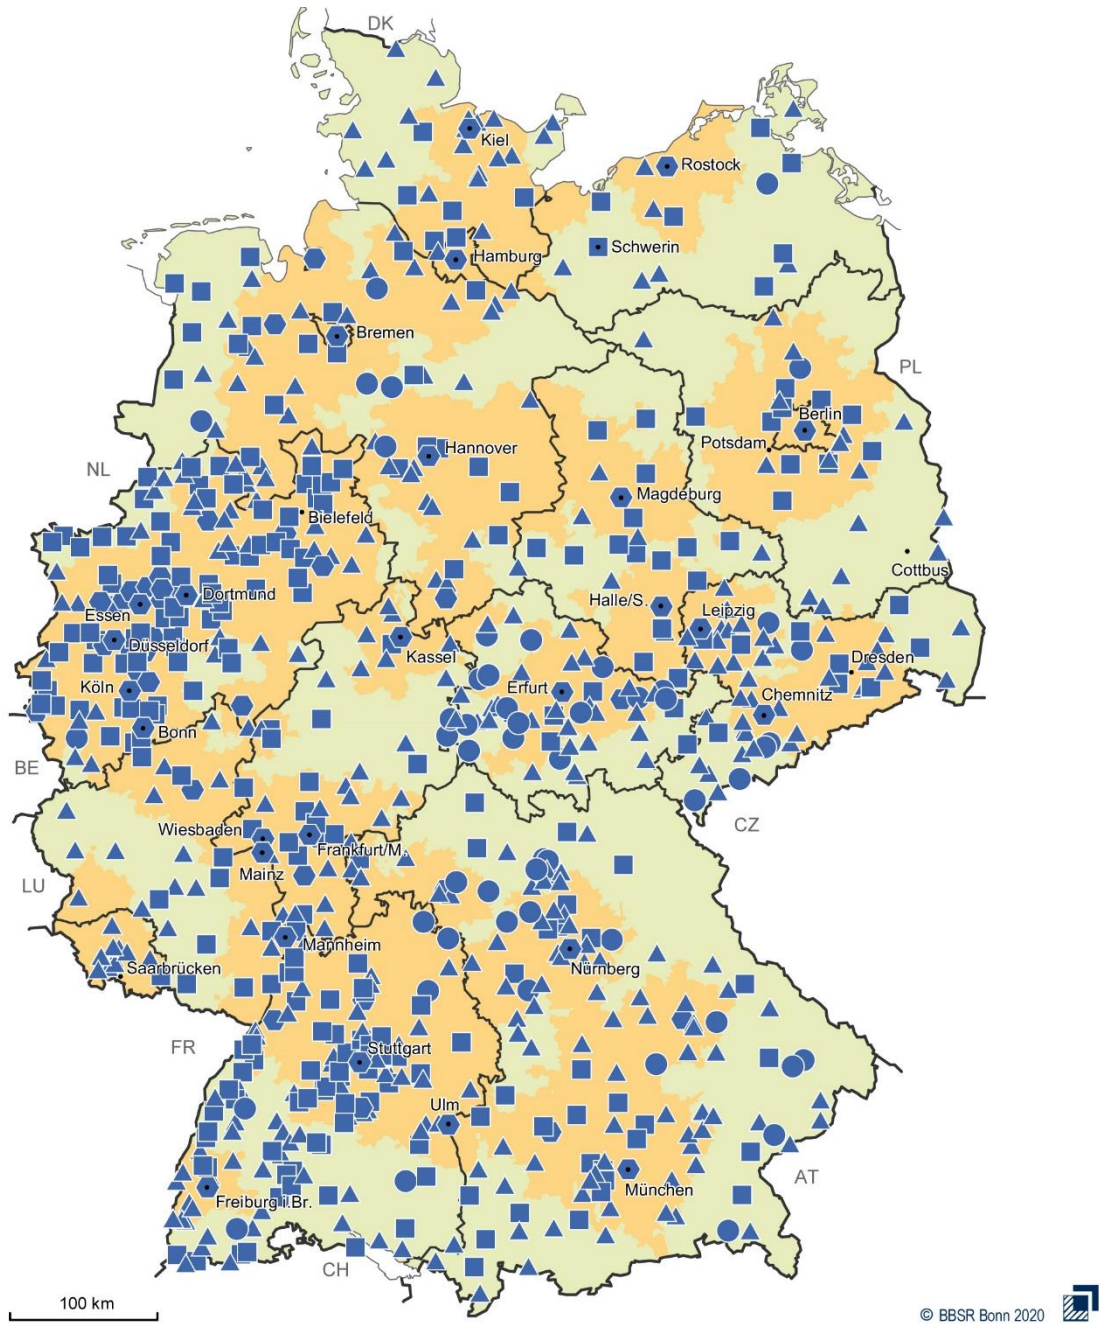 DK
Kiel
Rostock
Schwerin
Hamburg
Bremen
PL
Berlin
Potsdam
Hannover
NL
Magdeburg
Bielefeld
Cottbus
Dortmund
Essen
Halle/S.
Leipzig
Düsseldorf
Kassel
Dresden
Köln
Erfurt
Chemnitz
Bonn
BE
CZ
Wiesbaden
Frankfurt/M.
Mainz
LU
Mannheim
Saarbrücken
Nürnberg
FR
Stuttgart
Ulm
AT
München
Freiburg i.Br.
CH
100 km
© BBSR Bonn 2020